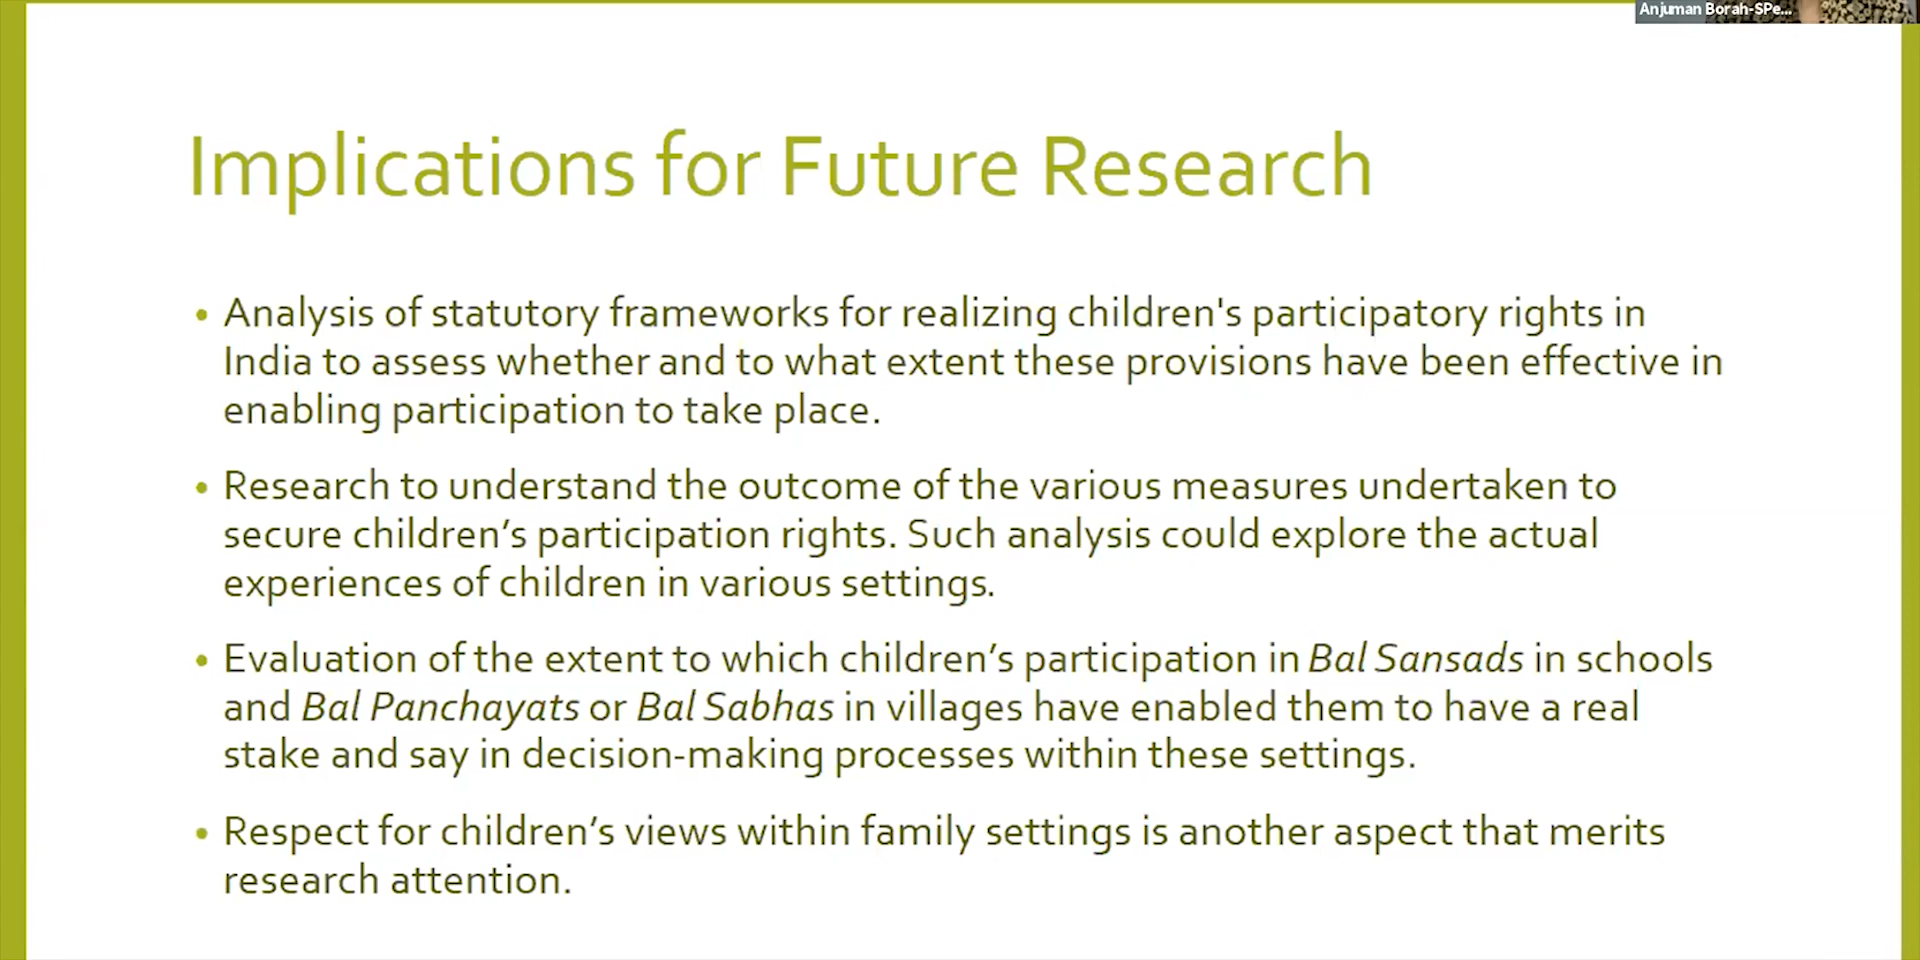 Anjuman Borah-SPe...
Implications for Future Research
• Analysis of statutory frameworks for realizing children's participatory rights in
India to assess whether and to what extent these provisions have been effective in
enabling participation to take place.
• Research to understand the outcome of the various measures undertaken to
secure children’s participation rights. Such analysis could explore the actual
experiences of children in various settings.
• Evaluation of the extent to which children’s participation in Bal Sansads in schools
and Bal Panchayats or Bal Sabhas in villages have enabled them to have a real
stake and say in decision-making processes within these settings.
• Respect for children’s views within family settings is another aspect that merits
research attention.